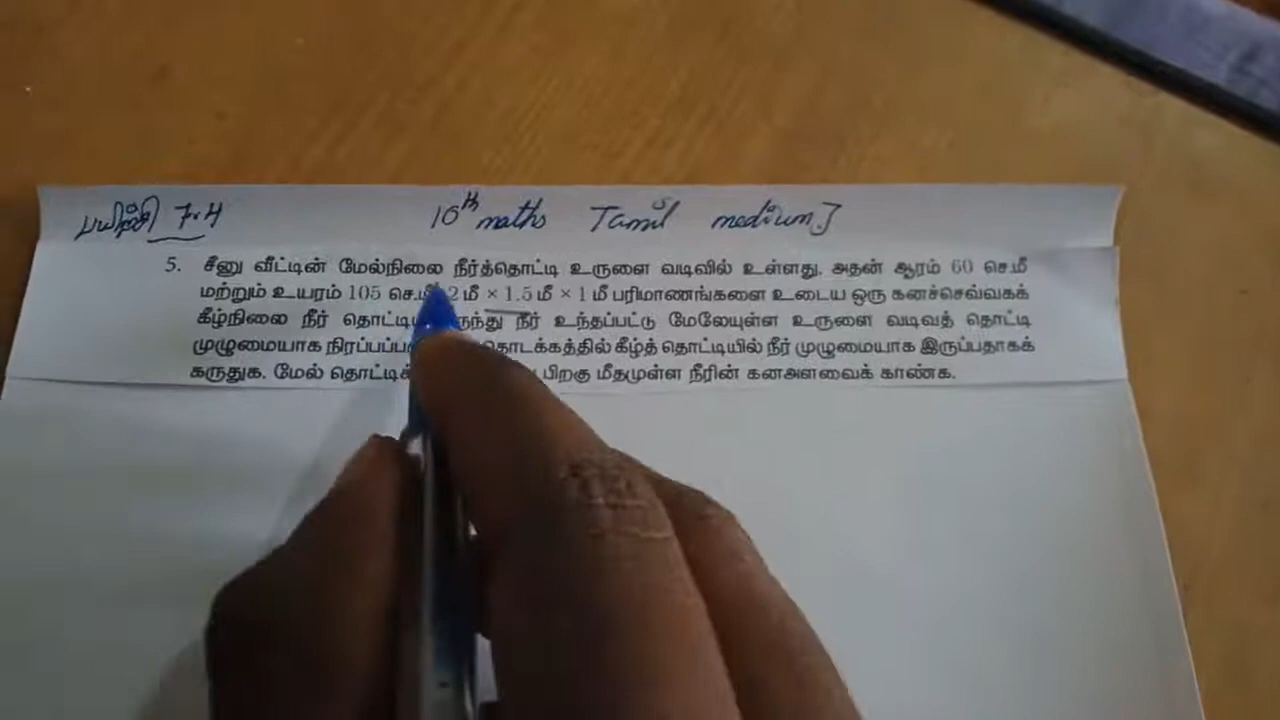 பயிற்சி 7.4 10th maths Tamil medium]
5. சீனு வீட்டின் மேல்நிலை நீர்த்தொட்டி உருளை வடிவில் உள்ளது. அதன் ஆரம் 60 செ.மீ
மற்றும் உயரம் 105 செ.மீ. 2 மீ × 1.5 மீ × 1 மீ பரிமாணங்களை உடைய ஒரு கனச்செவ்வகக்
கீழ்நிலை நீர் நீர் உந்தப்பட்டு மேலேயுள்ள உருளை வடிவத் தொட்டி
முழுமையாக தொடக்கத்தில் கீழ்த் தொட்டியில் நீர் முழுமையாக இருப்பதாகக்
கருதுக. மேல் பிறகு மீதமுள்ள நீரின் கனஅளவைக் காண்க.